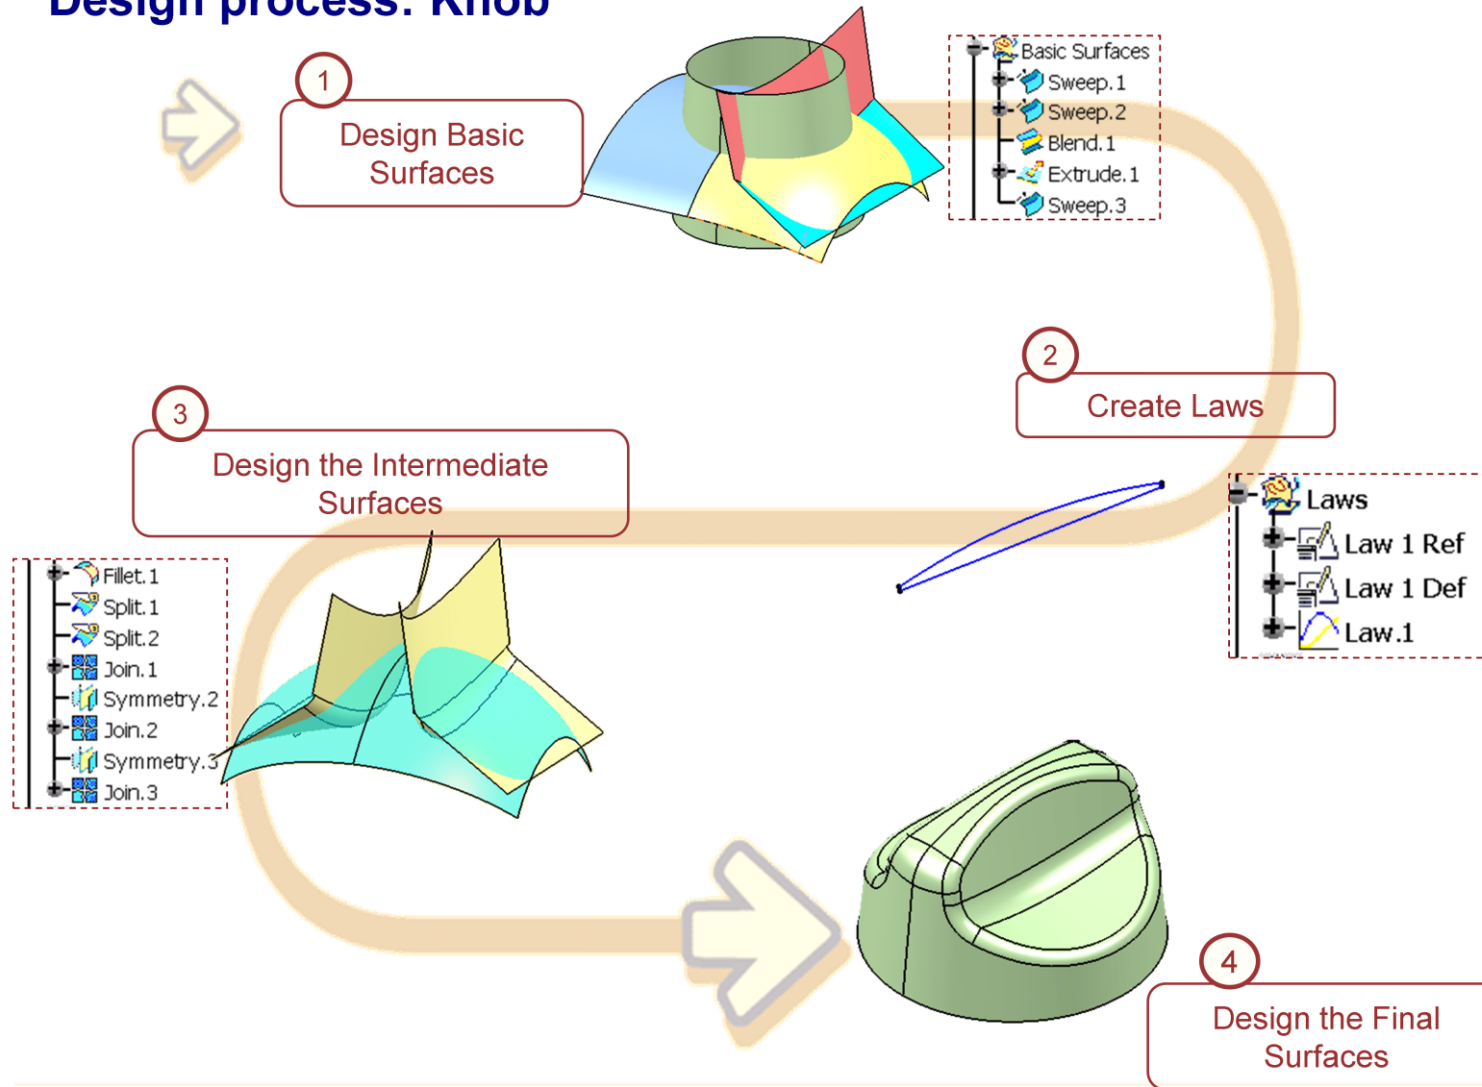 Design process: Knob
1
Design Basic
Surfaces
Basic Surfaces
Sweep.1
Sweep.2
Blend.1
Extrude.1
Sweep.3
2
Create Laws
Laws
Law 1 Ref
Law 1 Def
Law.1
3
Design the Intermediate
Surfaces
Fillet.1
Split.1
Split.2
Join.1
Symmetry.2
Join.2
Symmetry.3
Join.3
4
Design the Final
Surfaces